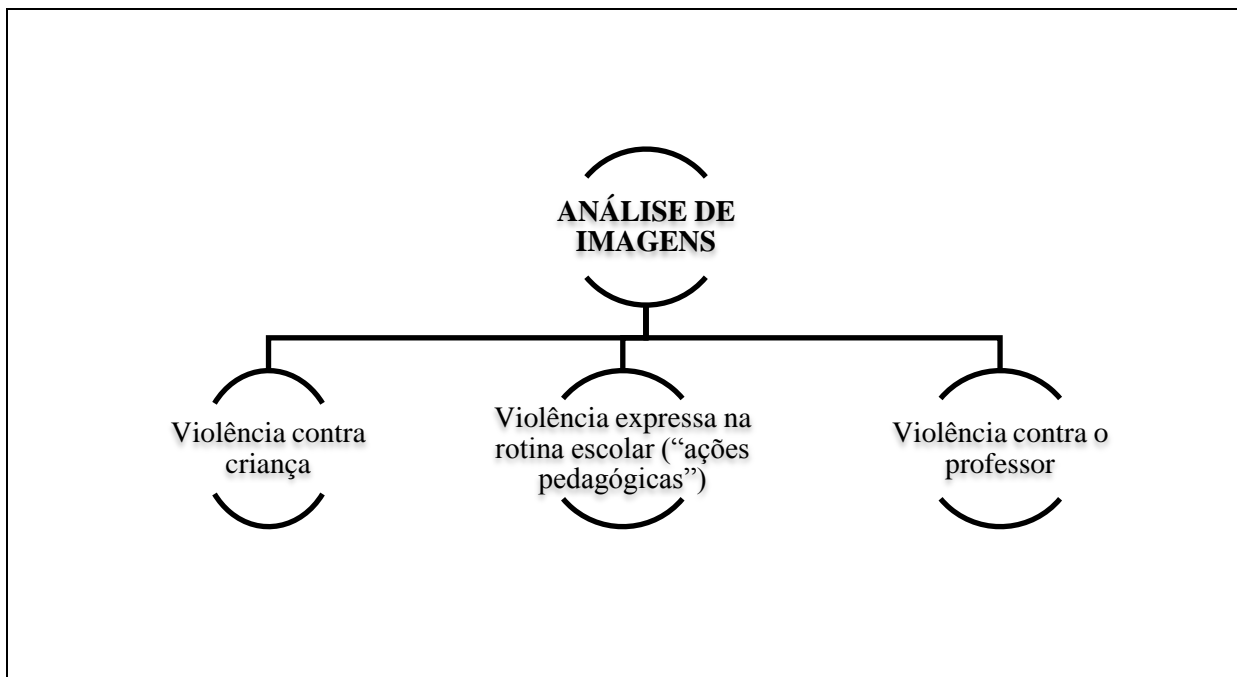 ANÁLISE DE
IMAGENS
Violência contra
criança
Violência expressa na
rotina escolar (“ações
pedagógicas”)
Violência contra o
professor